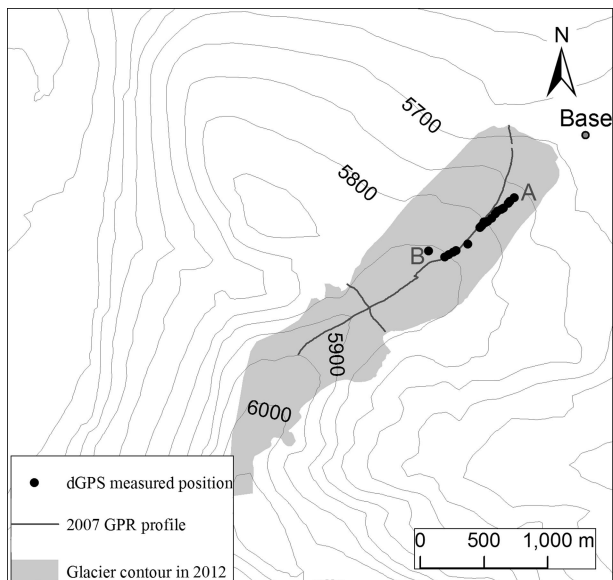 N
5700
Base
5800
A
B
5900
6000
dGPS measured position
2007 GPR profile
0 500 1,000 m
Glacier contour in 2012